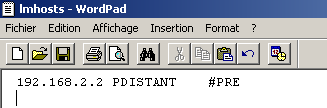 lmhosts - WordPad
Fichier Edition Affichage Insertion Format ?
192.168.2.2 PDISTANT #PRE